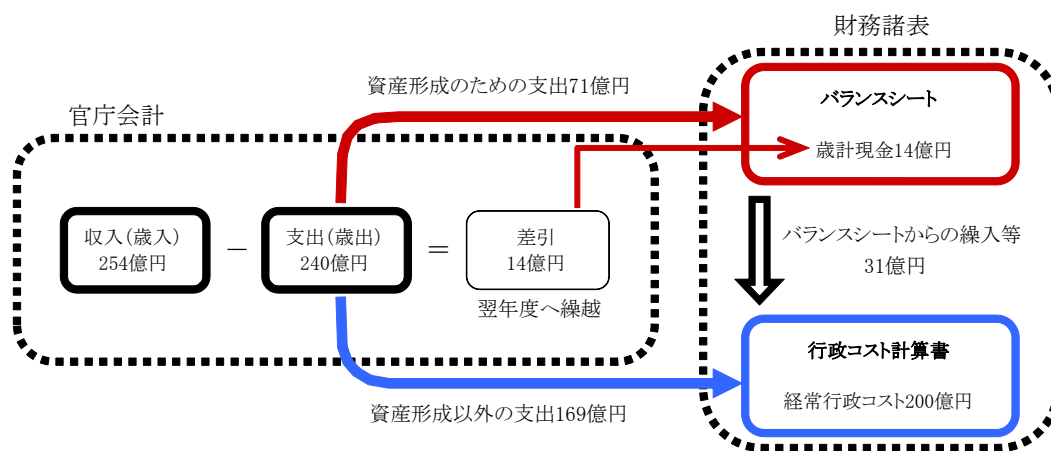 財務諸表
資産形成のための支出71億円
バランスシート
官庁会計
歳計現金14億円
収入(歳入)
254億円
－
支出(歳出)
240億円
＝
差引
14億円
翌年度へ繰越
バランスシートからの繰入等
31億円
行政コスト計算書
経常行政コスト200億円
資産形成以外の支出169億円